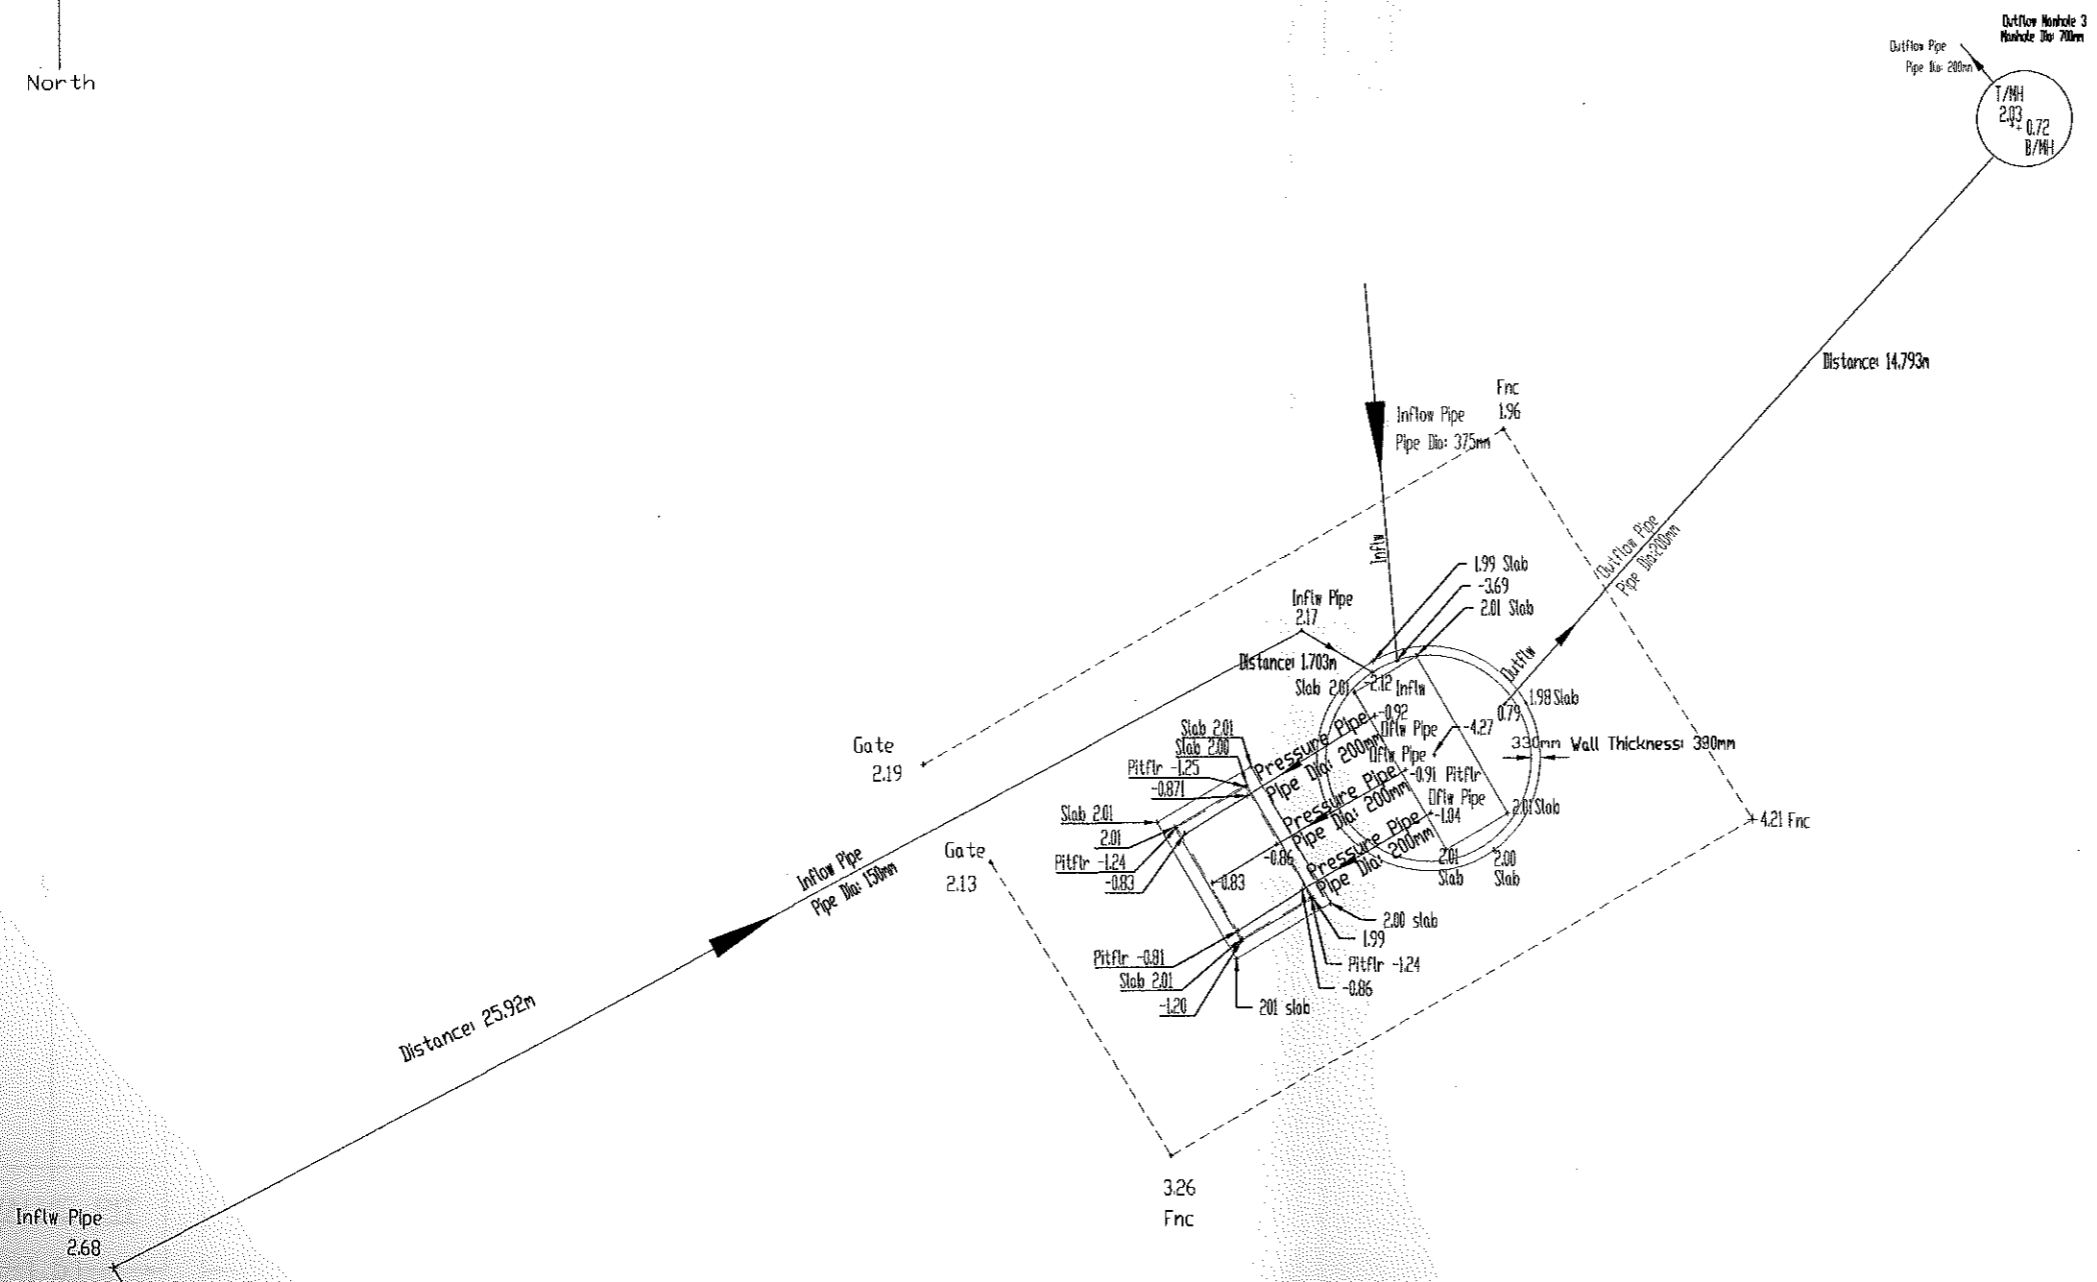 Outflow Manhole 3
Manhole Dia: 700mm
Outflow Pipe
Pipe Dia: 200mm
North
T/MH
2.03
0.72
B/MH
Distance: 14.793m
Fnc
1.96
Inflow Pipe
Pipe Dia: 375mm
Inflw
Outflow Pipe
Pipe Dia:200mm
1.99 Slab
-3.69
2.01 Slab
Inflw Pipe
2.17
Distance: 1.703m
Outflw
Slab 2.01
-2.12 Inflw
1.98 Slab
0.79
-0.92
Oflw Pipe
-4.27
Slab 2.01
Slab 2.00
Pressure Pipe
Pipe Dia: 200mm
Oflw Pipe
330mm Wall Thickness: 390mm
Gate
2.19
Pitflr -1.25
-0.871
Pressure Pipe
Pipe Dia: 200mm
-0.91 Pitflr
Oflw Pipe
-1.04
2.01 Slab
Slab 2.01
2.01
Pitflr -1.24
-0.83
-0.86
Pressure Pipe
Pipe Dia: 200mm
4.21 Fnc
Gate
2.13
-0.83
2.01
Slab
2.00
Slab
Inflow Pipe
Pipe Dia: 150mm
2.00 slab
1.99
Pitflr -0.81
Slab 2.01
-1.20
Pitflr -1.24
-0.86
201 slab
Distance: 25.92m
3.26
Fnc
Inflw Pipe
2.68